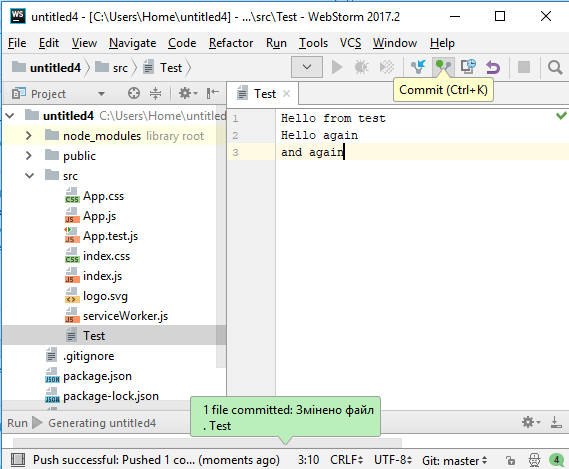 WS untitled4 - [C:\Users\Home\untitled4] - ...\src\Test - WebStorm 2017.2
File Edit View Navigate Code Refactor Run Tools VCS Window Help
untitled4 src Test
Commit (Ctrl+K)
Project
Test
untitled4 C:\Users\Home\untitled
node_modules library root
public
src
App.css
App.js
App.test.js
index.css
index.js
logo.svg
serviceWorker.js
Test
.gitignore
package.json
package-lock.json
1 Hello from test
2 Hello again
3 and again
Run Generating untitled4
1 file committed: Змінено файл
. Test
Push successful: Pushed 1 co... (moments ago) 3:10 CRLF UTF-8 Git: master 4